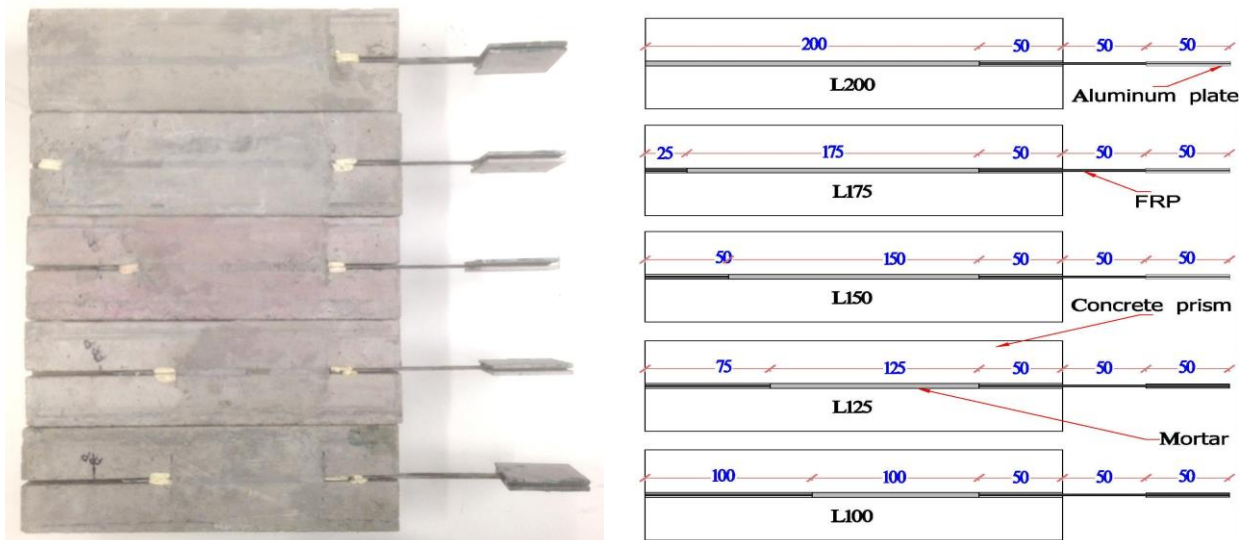 200 50 50 50
L200
Aluminum plate
25 175 50 50 50
L175
FRP
50 150 50 50 50
L150
Concrete prism
75 125 50 50 50
L125
Mortar
100 100 50 50 50
L100